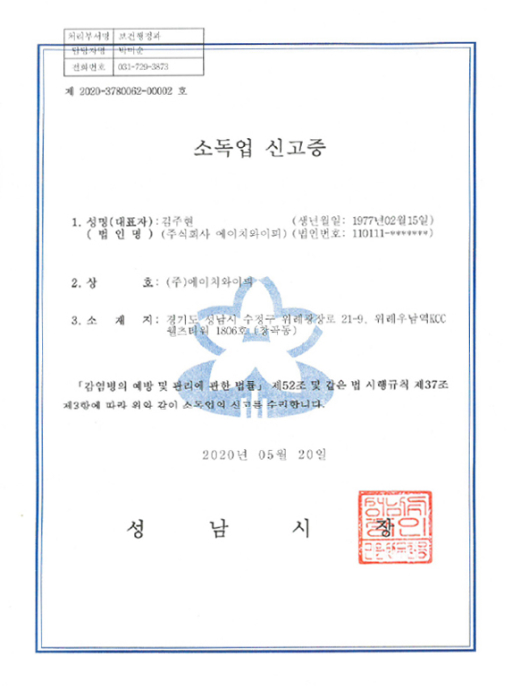 처리부서명 보건행정과
담당자명
전화번호 031-729-3873
제 2020-3780062-00002 호
소독업 신고증
1. 성명(대표자): 김주현 (생년월일: 1977년02월15일)
( 법 인 명 ) (주식회사 에이치와이피) (법인번호: 110111-*******)
2. 상 호: (주)에이치와이피
3. 소 재 지: 경기도 성남시 수정구 위례광장로 21-9, 위례우남역KCC
웰츠타워 1806호 (창곡동)
「감염병의 예방 및 관리에 관한 법률」 제52조 및 같은 법 시행규칙 제37조
제3항에 따라 위와 같이 소독업의 신고를 수리합니다.
2020년 05월 20일
성 남 시 장